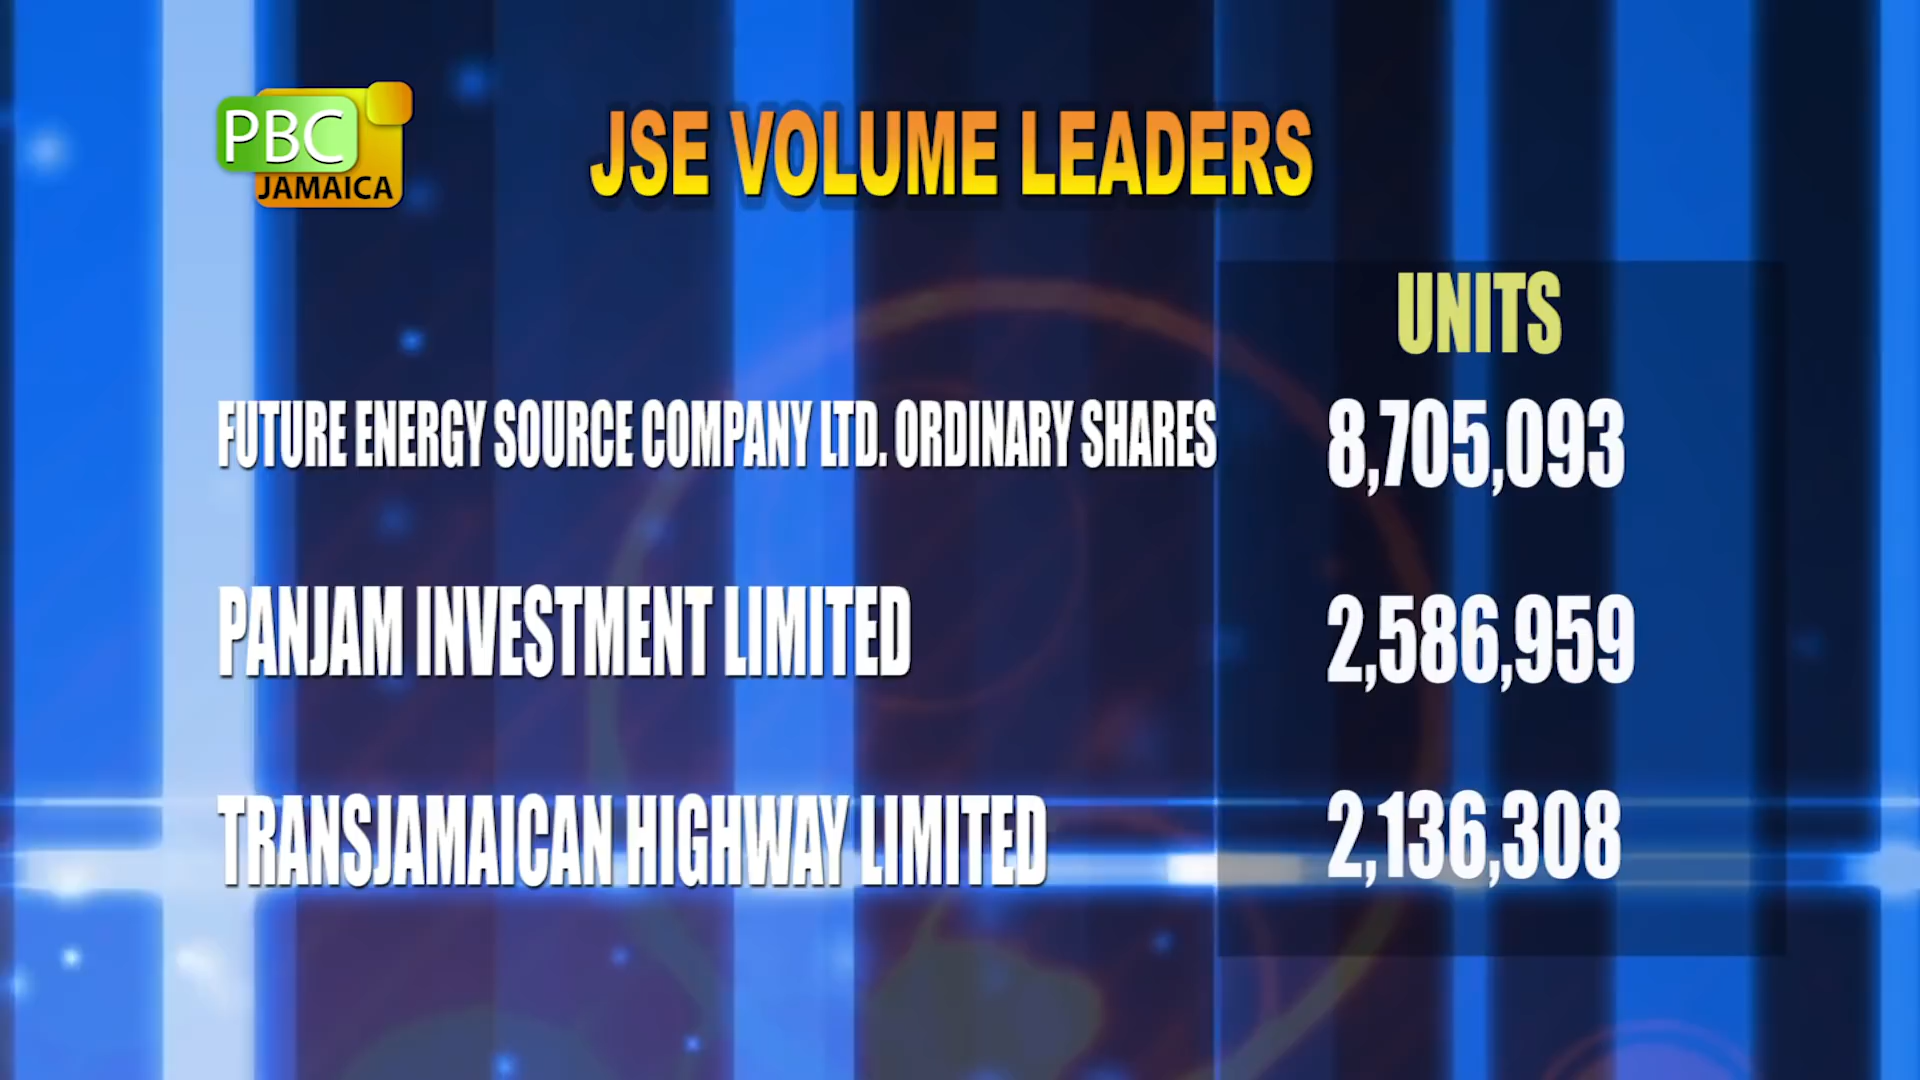 PBC
JAMAICA
JSE VOLUME LEADERS
UNITS
FUTURE ENERGY SOURCE COMPANY LTD. ORDINARY SHARES 8,705,093
PANJAM INVESTMENT LIMITED 2,586,959
TRANSJAMAICAN HIGHWAY LIMITED 2,136,308